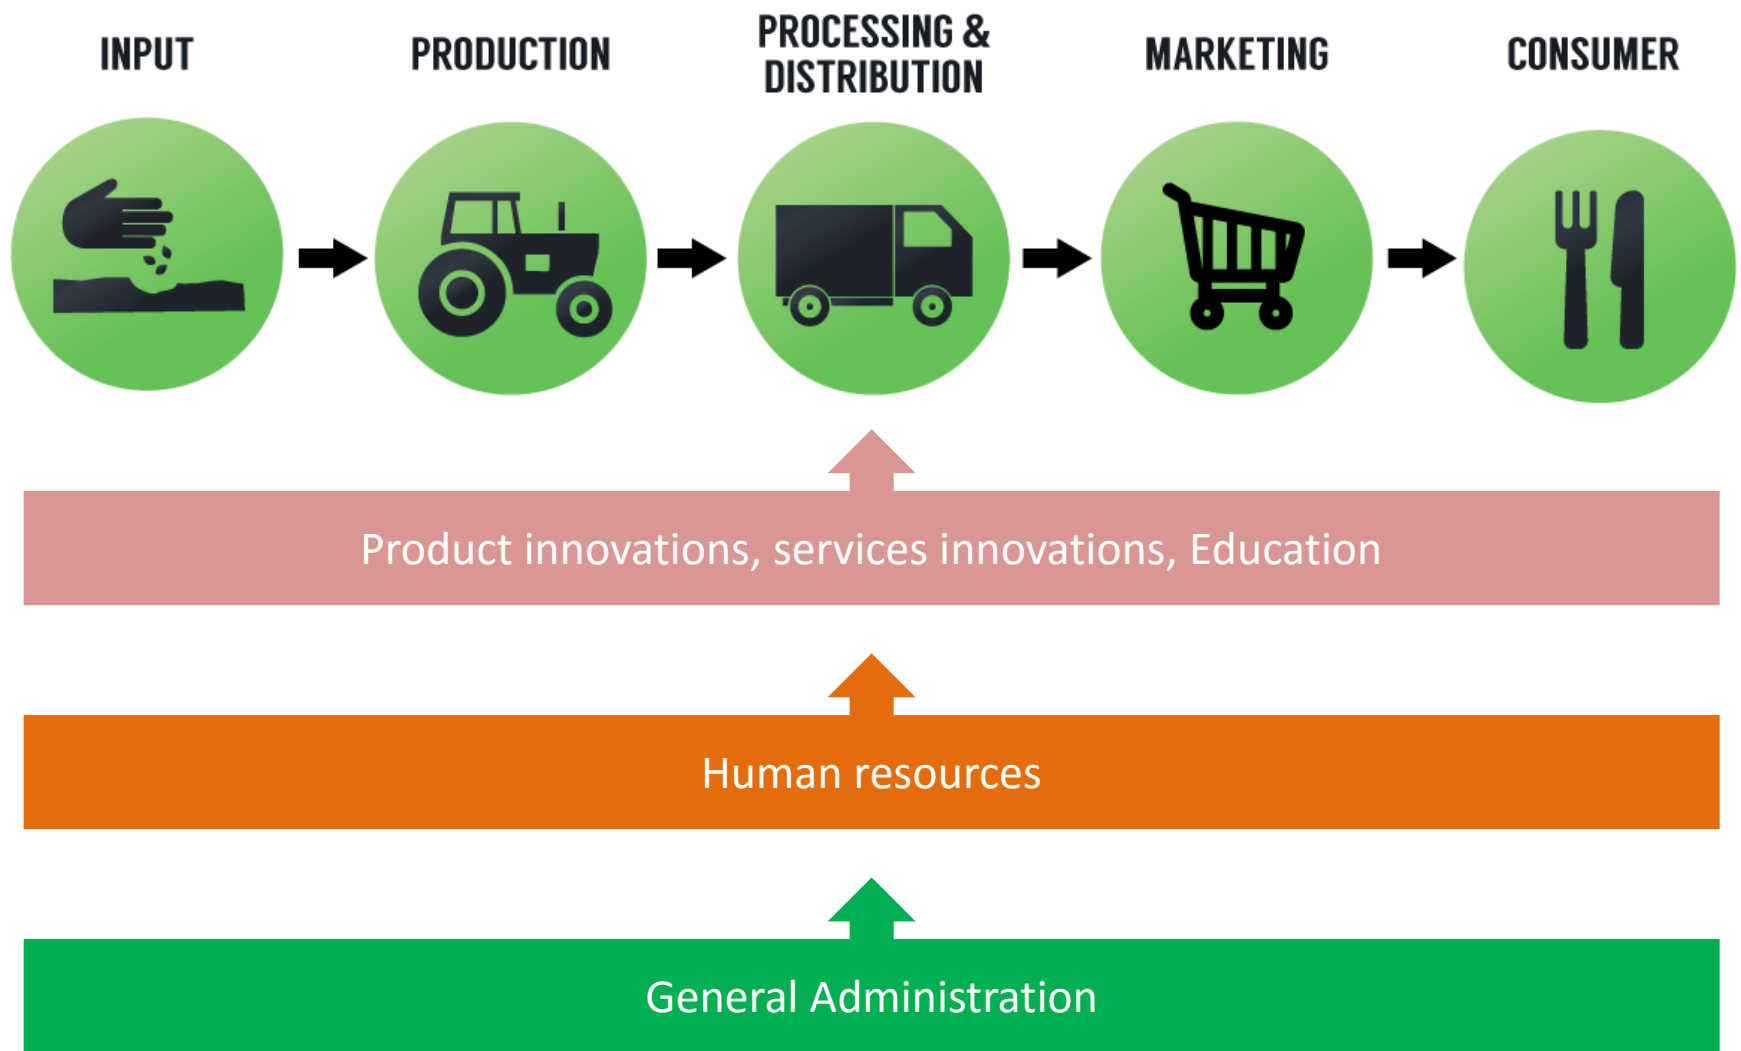 INPUT
PRODUCTION
PROCESSING &
DISTRIBUTION
MARKETING
CONSUMER
Product innovations, services innovations, Education
Human resources
General Administration